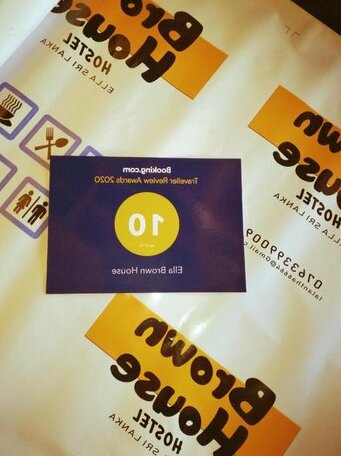 Brown
House
HOSTEL
ELLA SRI LANKA
Brown
House
HOSTEL
ELLA SRI LANKA
Booking.com
Traveller Review Awards 2020
10
Ella Brown House
Brown
House
HOSTEL
SRI LANKA